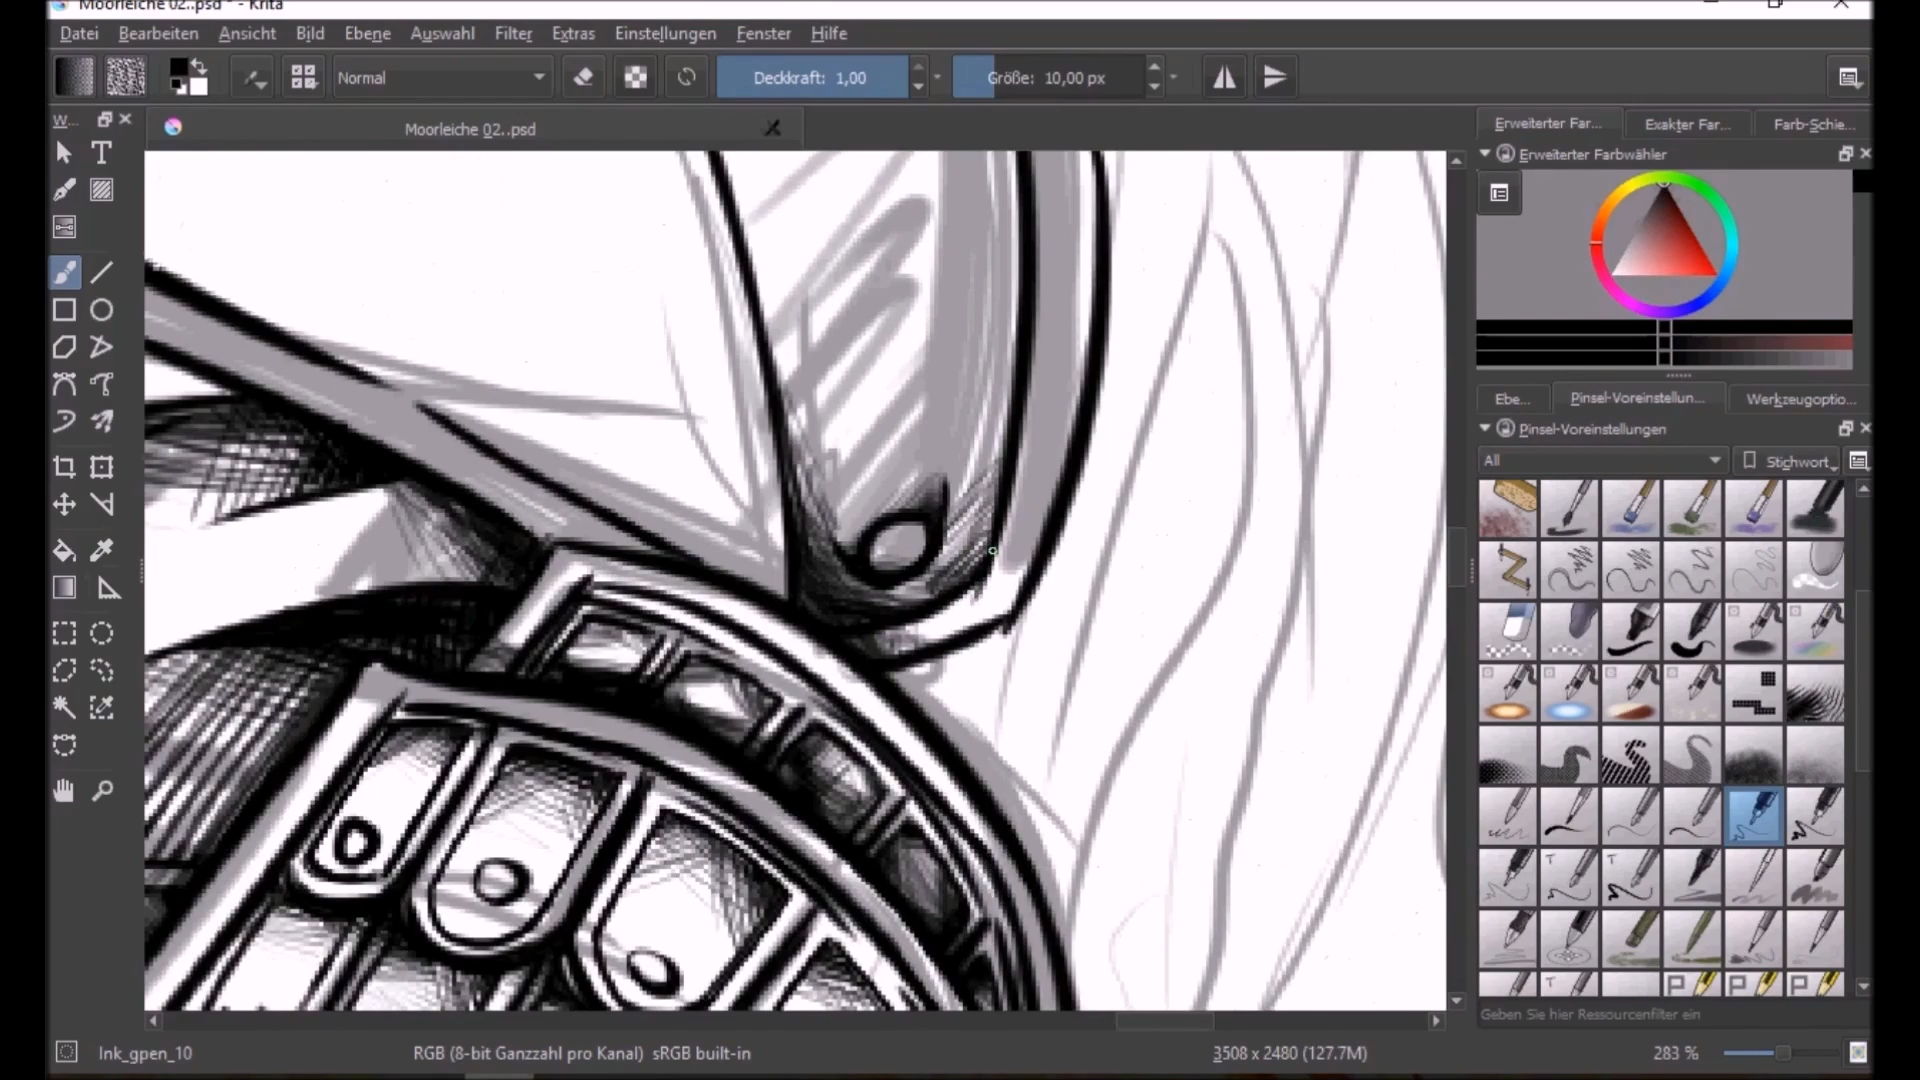 Moorleiche 02..psd * - Krita
Datei Bearbeiten Ansicht Bild Ebene Auswahl Filter Extras Einstellungen Fenster Hilfe
Normal
Deckkraft: 1,00
Größe: 10,00 px
W...
Moorleiche 02..psd
Erweiterter Far... Exakter Far... Farb-Schie...
Erweiterter Farbwähler
Ebe... Pinsel-Voreinstellun... Werkzeugoptio...
Pinsel-Voreinstellungen
All
Stichwort
Geben Sie hier Ressourcenfilter ein
Ink_gpen_10
RGB (8-bit Ganzzahl pro Kanal) sRGB built-in
3508 x 2480 (127.7M)
283 %